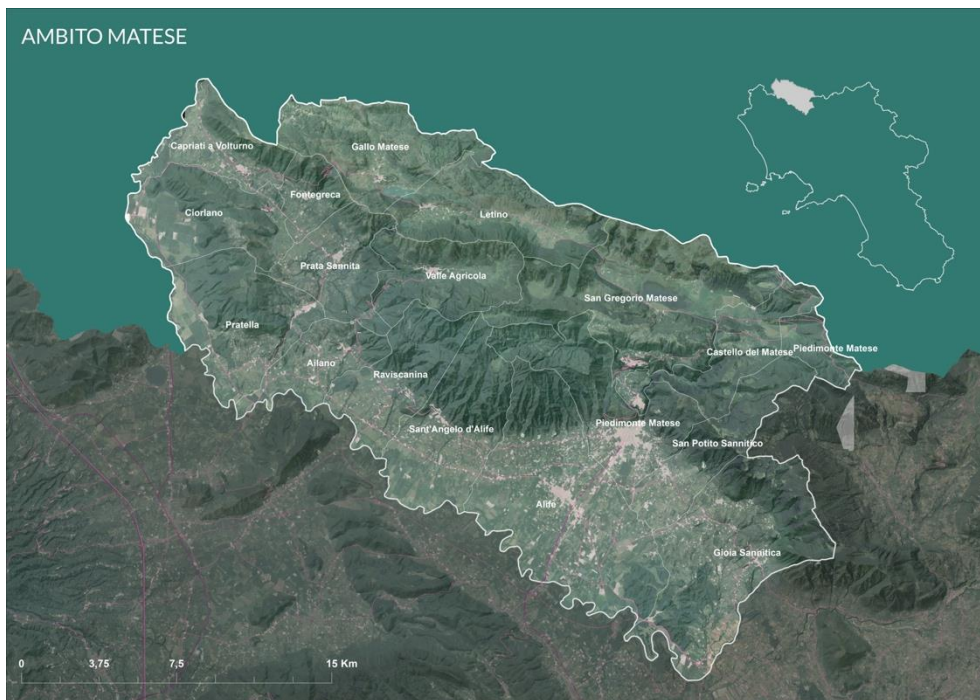 AMBITO MATESE
Capriati a Volturno
Gallo Matese
Fontegreca
Ciorlano
Letino
Prata Sannita
Valle Agricola
San Gregorio Matese
Pratella
Castello del Matese
Piedimonte Matese
Ailano
Raviscanina
Piedimonte Matese
Sant'Angelo d'Alife
San Potito Sannitico
Alife
Gioia Sannitica
0 3,75 7,5 15 Km